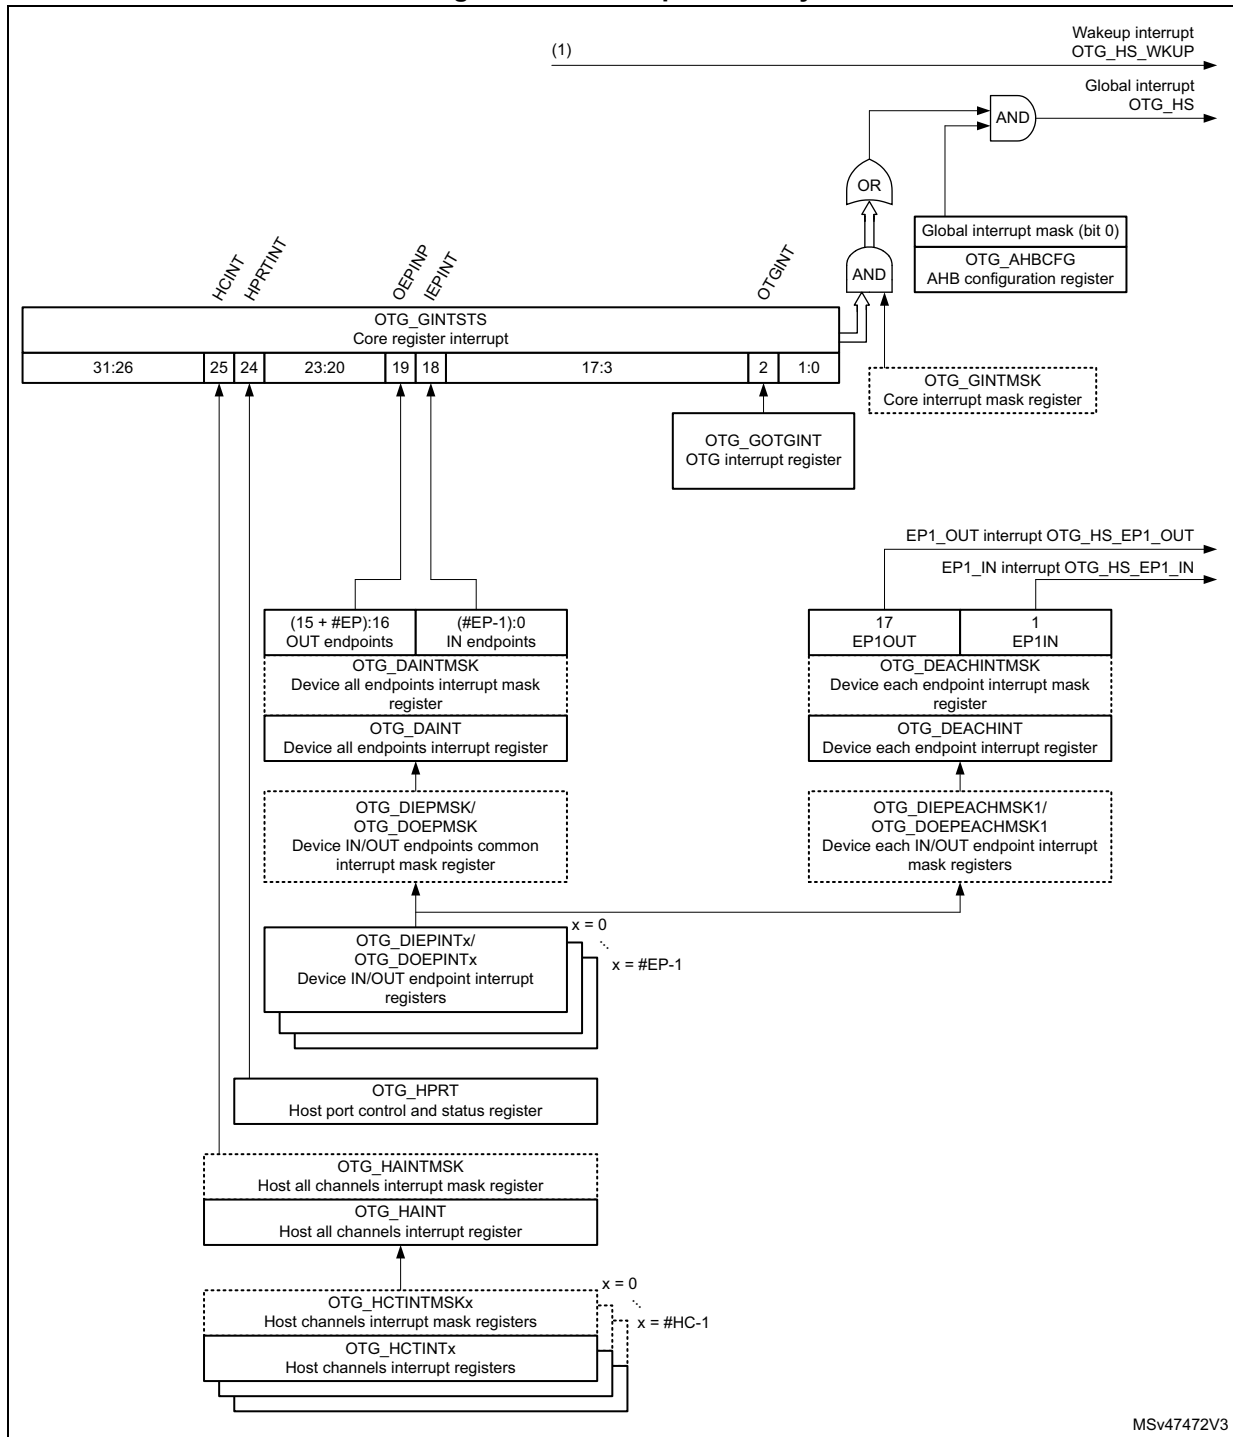 (1)
Wakeup interrupt
OTG_HS_WKUP
Global interrupt
OTG_HS
AND
OR
AND
Global interrupt mask (bit 0)
OTG_AHBCFG
AHB configuration register
HCINT
HPRTINT
OEPINP
IEPINT
OTGINT
OTG_GINTSTS
Core register interrupt
31:26 25 24 23:20 19 18 17:3 2 1:0
OTG_GINTMSK
Core interrupt mask register
OTG_GOTGINT
OTG interrupt register
EP1_OUT interrupt OTG_HS_EP1_OUT
EP1_IN interrupt OTG_HS_EP1_IN
(15 + #EP):16
OUT endpoints
(#EP-1):0
IN endpoints
OTG_DAINTMSK
Device all endpoints interrupt mask
register
OTG_DAINT
Device all endpoints interrupt register
17
EP1OUT
1
EP1IN
OTG_DEACHINTMSK
Device each endpoint interrupt mask
register
OTG_DEACHINT
Device each endpoint interrupt register
OTG_DIEPMSK/
OTG_DOEPMSK
Device IN/OUT endpoints common
interrupt mask register
OTG_DIEPEACHMSK1/
OTG_DOEPEACHMSK1
Device each IN/OUT endpoint interrupt
mask registers
OTG_DIEPINTx/
OTG_DOEPINTx
Device IN/OUT endpoint interrupt
registers
x = 0
x = #EP-1
OTG_HPRT
Host port control and status register
OTG_HAINTMSK
Host all channels interrupt mask register
OTG_HAINT
Host all channels interrupt register
OTG_HCTINTMSKx
Host channels interrupt mask registers
OTG_HCTINTx
Host channels interrupt registers
x = 0
x = #HC-1
MSv47472V3